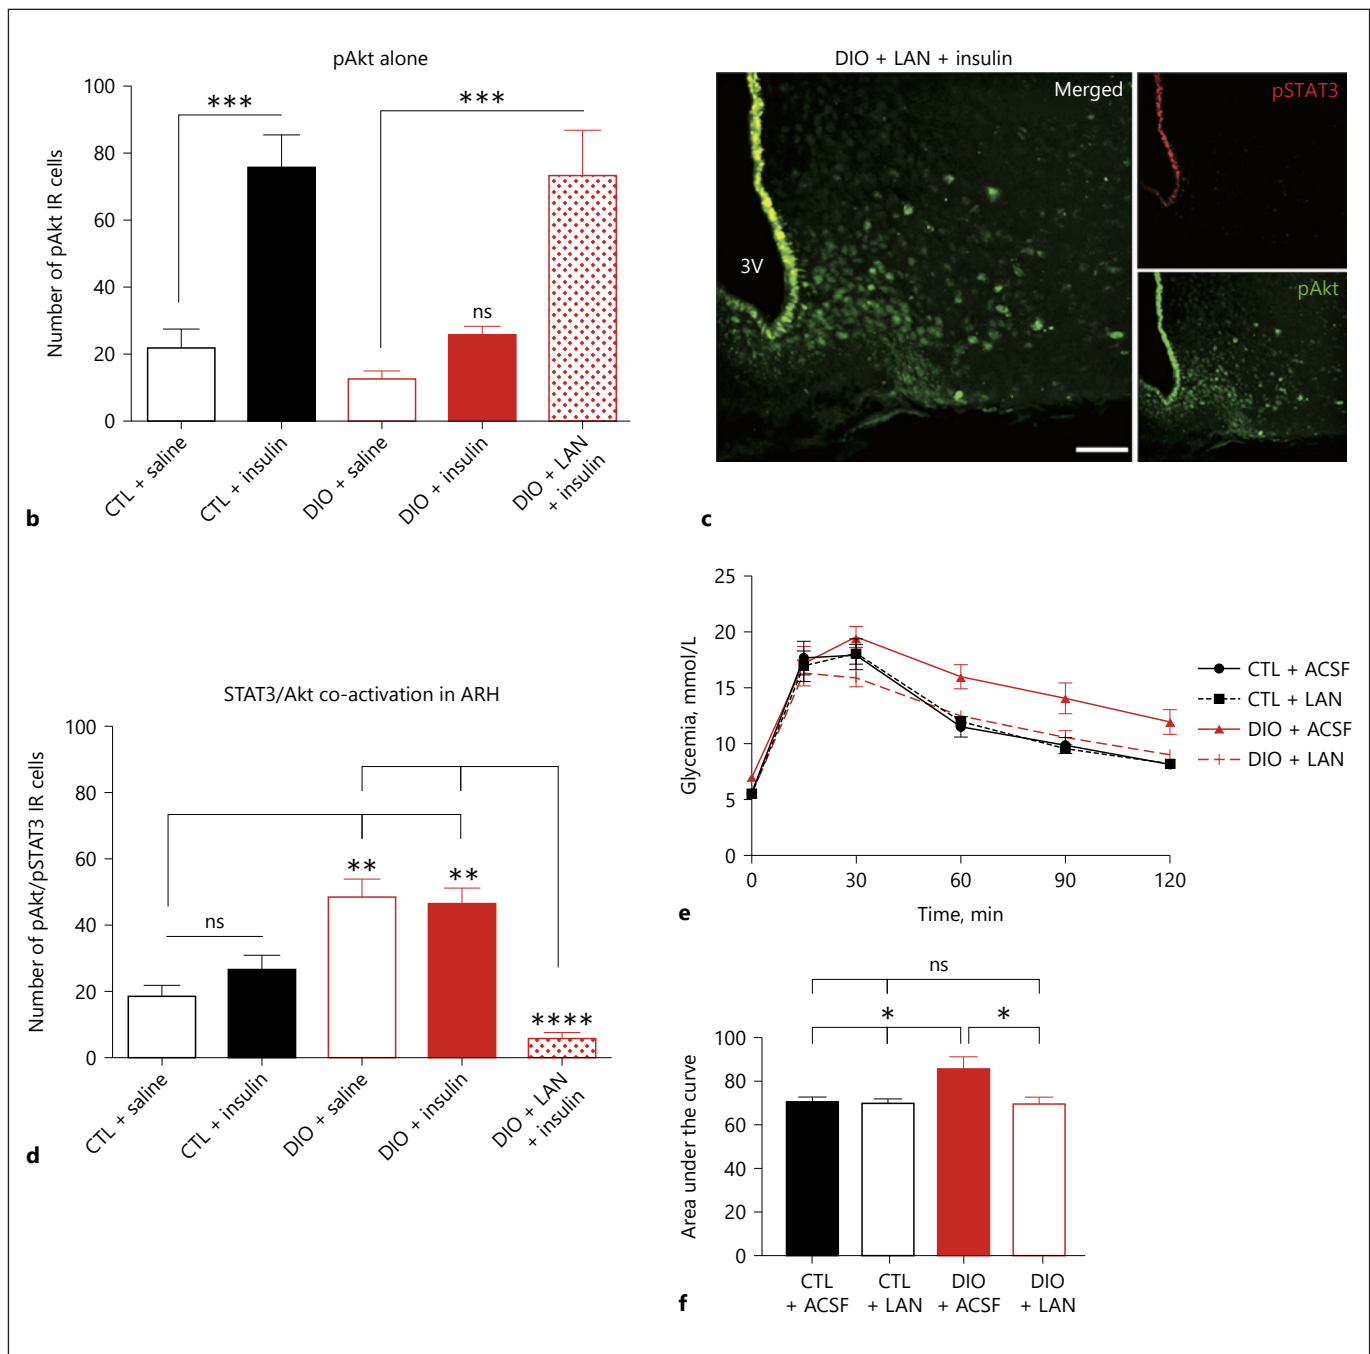 pAkt alone
Number of pAkt IR cells
100
80
60
40
20
0
***
***
ns
CTL + saline
CTL + insulin
DIO + saline
DIO + insulin
DIO + LAN
+ insulin
b
DIO + LAN + insulin
Merged
3V
pSTAT3
pAkt
c
STAT3/Akt co-activation in ARH
Number of pAkt/pSTAT3 IR cells
100
80
60
40
20
0
ns
**
**
****
CTL + saline
CTL + insulin
DIO + saline
DIO + insulin
DIO + LAN
+ insulin
d
Glycemia, mmol/L
25
20
15
10
5
0
0
30
60
90
120
Time, min
CTL + ACSF
CTL + LAN
DIO + ACSF
DIO + LAN
e
Area under the curve
100
80
60
40
20
0
ns
*
*
CTL
+ ACSF
CTL
+ LAN
DIO
+ ACSF
DIO
+ LAN
f